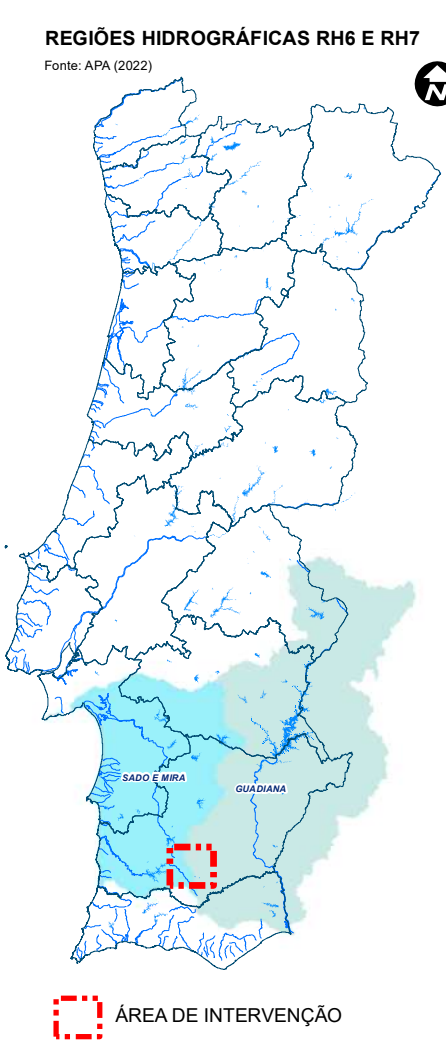 REGIÕES HIDROGRÁFICAS RH6 E RH7
Fonte: APA (2022)
N
SADO E MIRA
GUADIANA
ÁREA DE INTERVENÇÃO